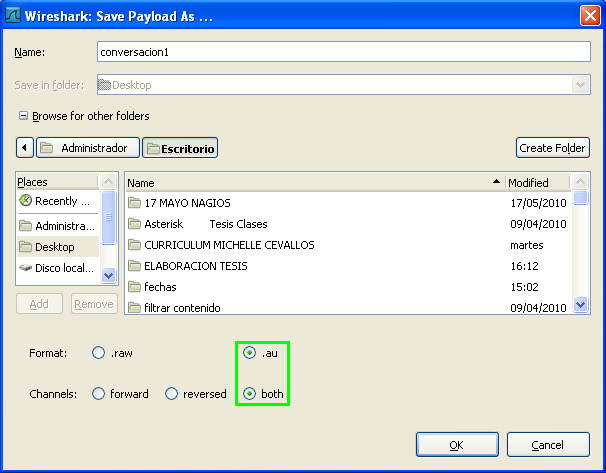 Wireshark: Save Payload As ...
Name: conversacion1
Save in folder: Desktop
Browse for other folders
Administrador Escritorio Create Folder
Places Name Modified
Recently ... 17 MAYO NAGIOS 17/05/2010
Administra... Asterisk Tesis Clases 09/04/2010
Desktop CURRICULUM MICHELLE CEVALLOS martes
Disco local... ELABORACION TESIS 16:12
fechas 15:02
filtrar contenido 09/04/2010
Add Remove
Format: .raw .au
Channels: forward reversed both
OK Cancel